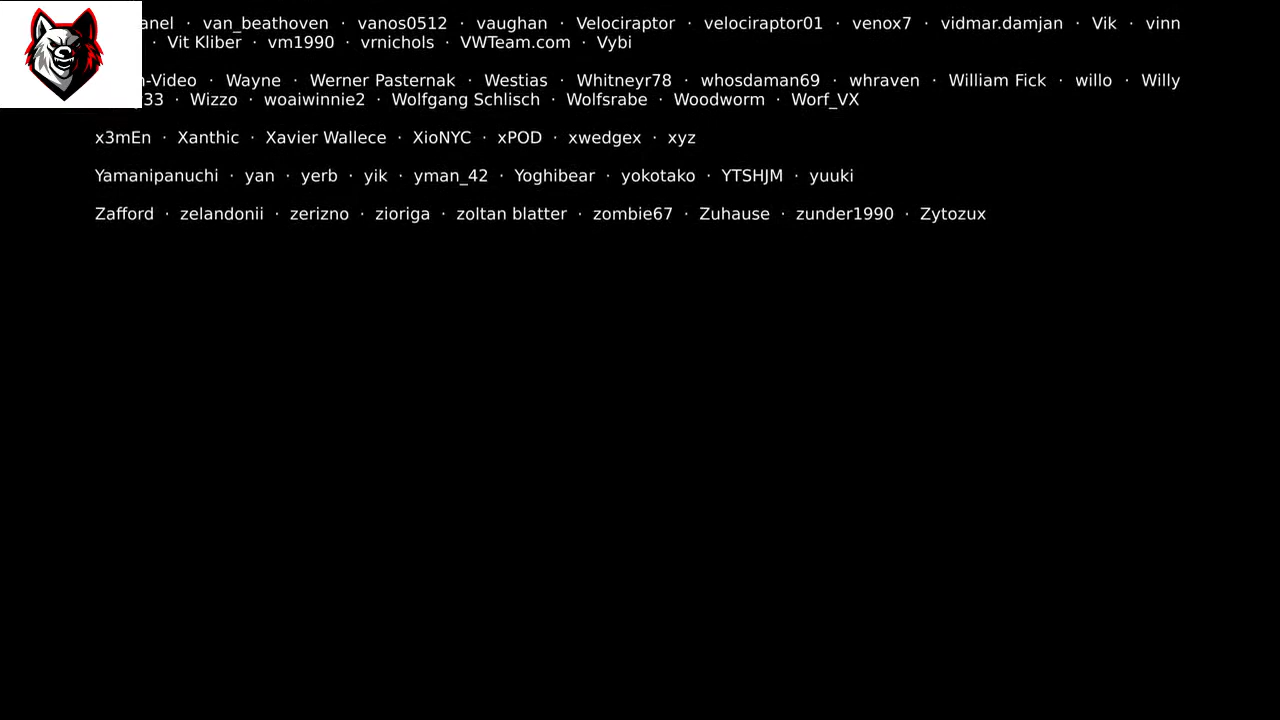 · van_beathoven · vanos0512 · vaughan · Velociraptor · velociraptor01 · venox7 · vidmar.damjan · Vik · vinn
· Vit Kliber · vm1990 · vrnichols · VWTeam.com · Vybi
· Wayne · Werner Pasternak · Westias · Whitneyr78 · whosdaman69 · whraven · William Fick · willo · Willy
· Wizzo · woaiwinnie2 · Wolfgang Schlisch · Wolfsrabe · Woodworm · Worf_VX
x3mEn · Xanthic · Xavier Wallece · XioNYC · xPOD · xwedgex · xyz
Yamanipanuchi · yan · yerb · yik · yman_42 · Yoghibear · yokotako · YTSHJM · yuuki
Zafford · zelandonii · zerizno · zioriga · zoltan blatter · zombie67 · Zuhause · zunder1990 · Zytozux